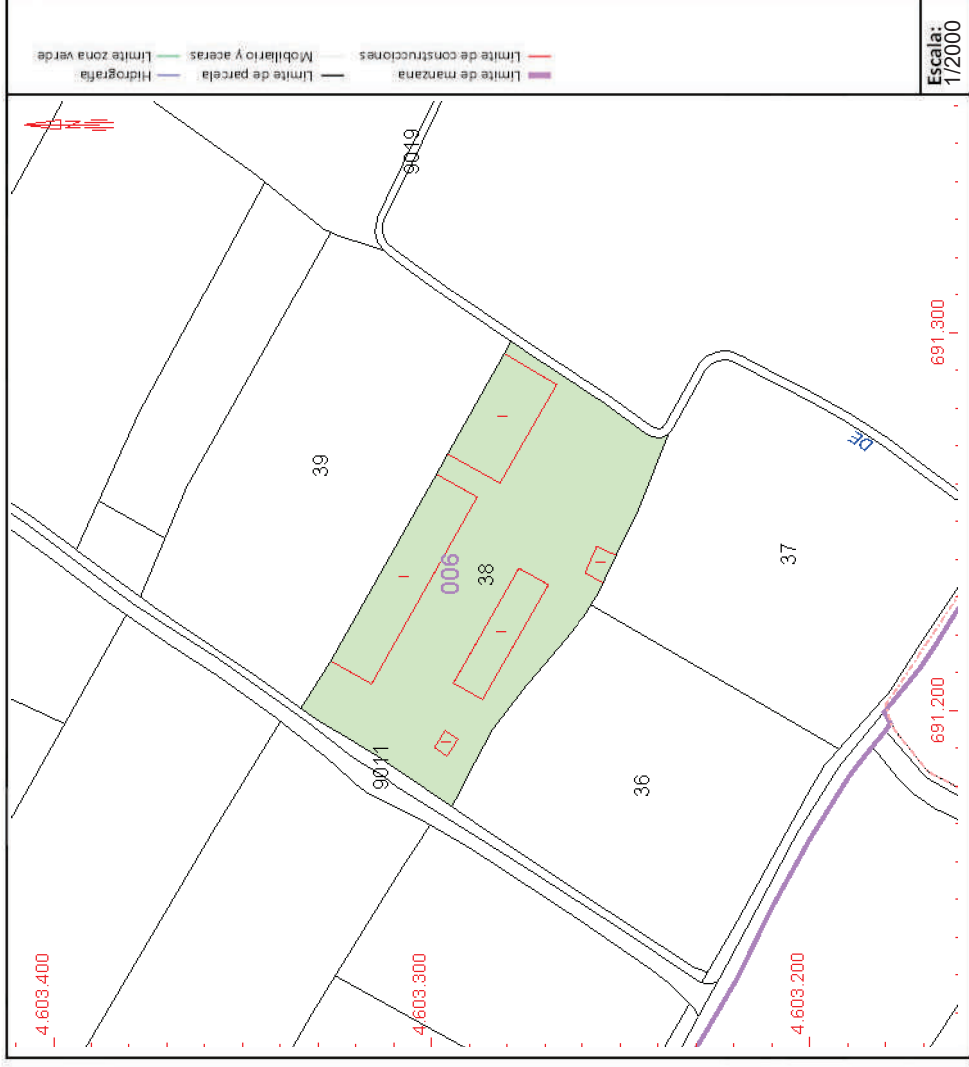 Límite de manzana
Límite de construcciones
Límite de parcela
Mobiliario y aceras
Hidrografía
Límite zona verde
Escala:
1/2000
N
9019
691.300
39
DE
006
38
37
9011
691.200
36
4.603.400
4.603.300
4.603.200
I
I
I
I
I